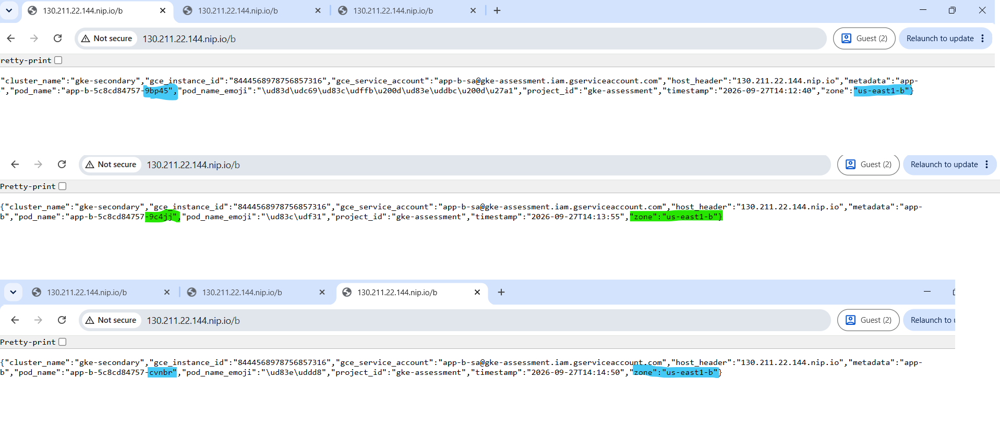 130.211.22.144.nip.io/b 130.211.22.144.nip.io/b 130.211.22.144.nip.io/b
Not secure 130.211.22.144.nip.io/b Guest (2) Relaunch to update
retty-print
"cluster_name":"gke-secondary","gce_instance_id":"8444568978756857316","gce_service_account":"app-b-sa@gke-assessment.iam.gserviceaccount.com","host_header":"130.211.22.144.nip.io","metadata":"app-
","pod_name":"app-b-5c8cd84757-9bp45","pod_name_emoji":"\ud83d\udc69\ud83c\udffb\u200d\ud83e\uddbc\u200d\u27a1","project_id":"gke-assessment","timestamp":"2026-09-27T14:12:40","zone":"us-east1-b"}
Not secure 130.211.22.144.nip.io/b Guest (2) Relaunch to update
Pretty-print
{"cluster_name":"gke-secondary","gce_instance_id":"8444568978756857316","gce_service_account":"app-b-sa@gke-assessment.iam.gserviceaccount.com","host_header":"130.211.22.144.nip.io","metadata":"app-
b","pod_name":"app-b-5c8cd84757-9c4jj","pod_name_emoji":"\ud83c\udf31","project_id":"gke-assessment","timestamp":"2026-09-27T14:13:55","zone":"us-east1-b"}
130.211.22.144.nip.io/b 130.211.22.144.nip.io/b 130.211.22.144.nip.io/b
Not secure 130.211.22.144.nip.io/b Guest (2) Relaunch to u
Pretty-print
{"cluster_name":"gke-secondary","gce_instance_id":"8444568978756857316","gce_service_account":"app-b-sa@gke-assessment.iam.gserviceaccount.com","host_header":"130.211.22.144.nip.io","metadata":"app-
b","pod_name":"app-b-5c8cd84757-cvnbr","pod_name_emoji":"\ud83e\uddd8","project_id":"gke-assessment","timestamp":"2026-09-27T14:14:50","zone":"us-east1-b"}